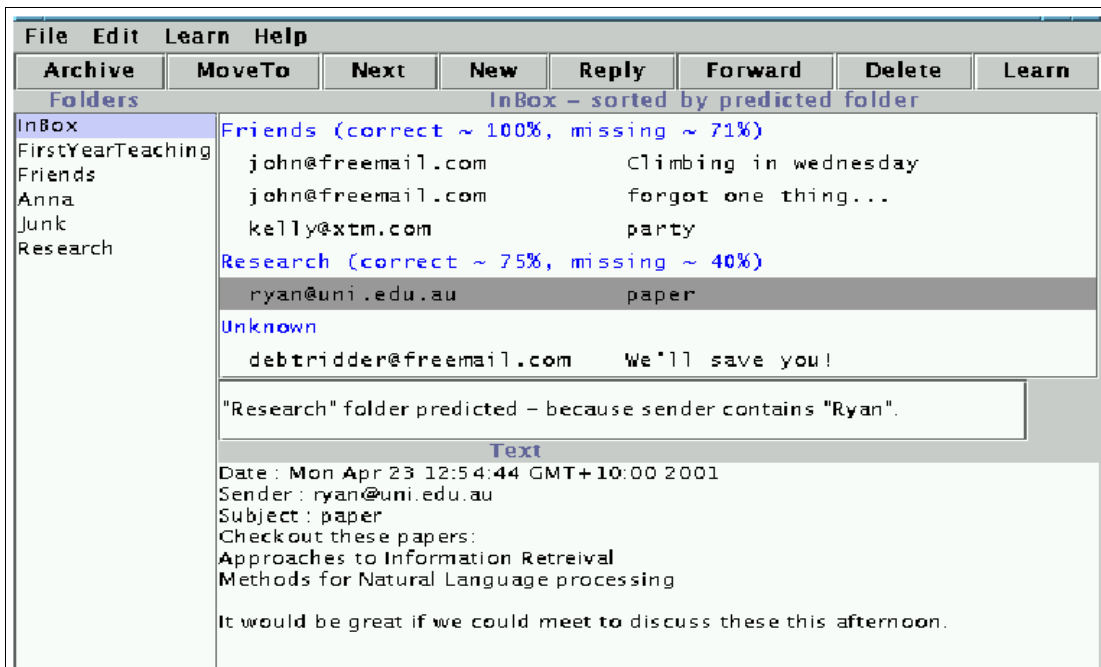 File Edit Learn Help
Archive MoveTo Next New Reply Forward Delete Learn
Folders InBox – sorted by predicted folder
InBox
FirstYearTeaching
Friends
Anna
Junk
Research
Friends (correct ~ 100%, missing ~ 71%)
john@freemail.com Climbing in wednesday
john@freemail.com forgot one thing...
kelly@xtm.com party
Research (correct ~ 75%, missing ~ 40%)
ryan@uni.edu.au paper
Unknown
debtridder@freemail.com We'll save you!
"Research" folder predicted – because sender contains "Ryan".
Text
Date : Mon Apr 23 12:54:44 GMT+10:00 2001
Sender : ryan@uni.edu.au
Subject : paper
Checkout these papers:
Approaches to Information Retreival
Methods for Natural Language processing
It would be great if we could meet to discuss these this afternoon.